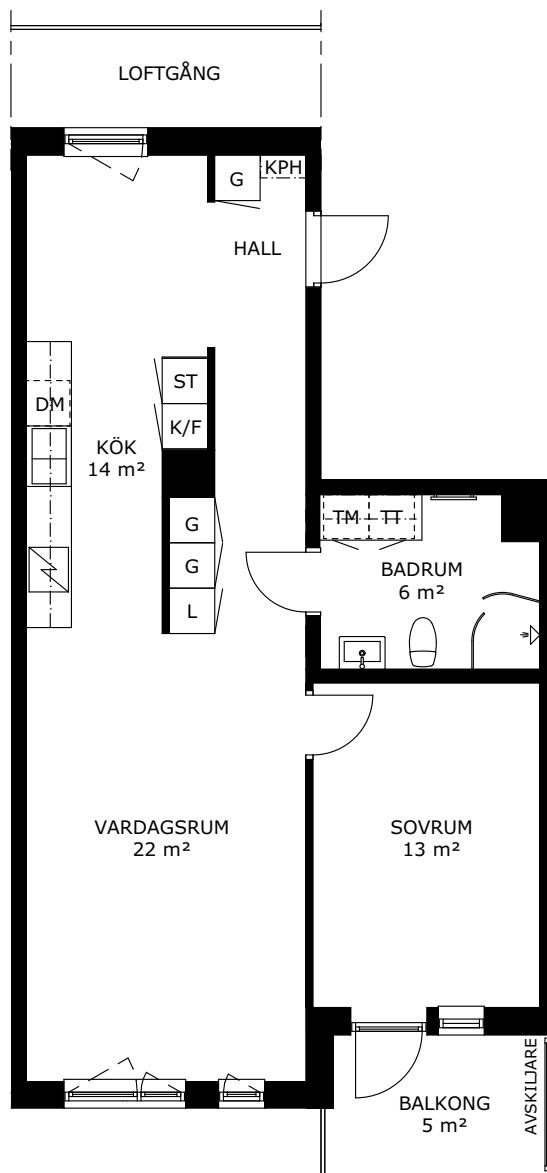 LOFTGÅNG
G
KPH
HALL
ST
DM
K/F
KÖK
14 m²
G
G
L
TM
TT
BADRUM
6 m²
VARDAGSRUM
22 m²
SOVRUM
13 m²
BALKONG
5 m²
AVSKILJARE